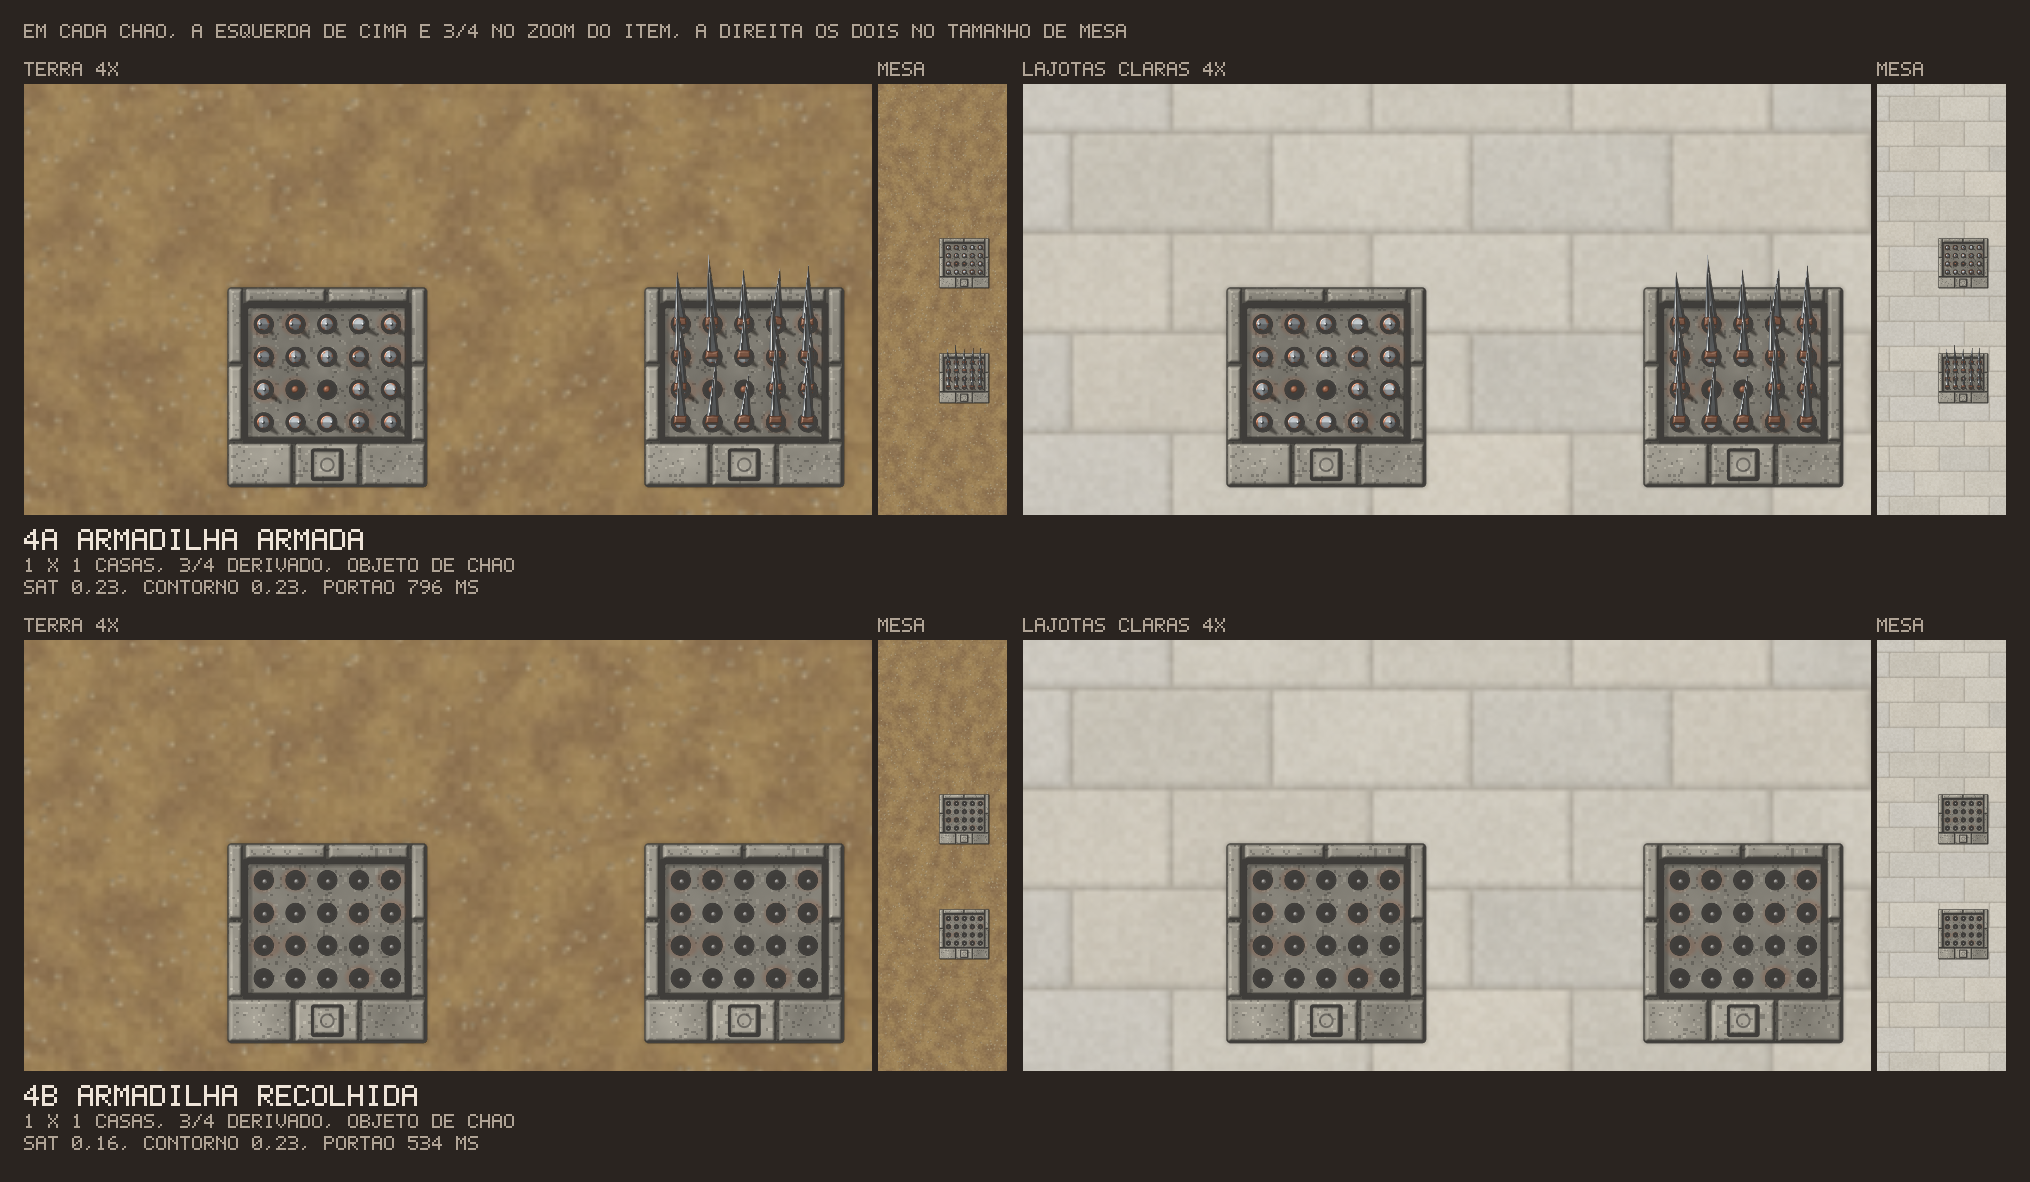 EM CADA CHAO, A ESQUERDA DE CIMA E 3/4 NO ZOOM DO ITEM, A DIREITA OS DOIS NO TAMANHO DE MESA
TERRA 4X
MESA
LAJOTAS CLARAS 4X
MESA
4A ARMADILHA ARMADA
1 X 1 CASAS, 3/4 DERIVADO, OBJETO DE CHAO
SAT 0,23, CONTORNO 0,23, PORTAO 796 MS
TERRA 4X
MESA
LAJOTAS CLARAS 4X
MESA
4B ARMADILHA RECOLHIDA
1 X 1 CASAS, 3/4 DERIVADO, OBJETO DE CHAO
SAT 0,16, CONTORNO 0,23, PORTAO 534 MS